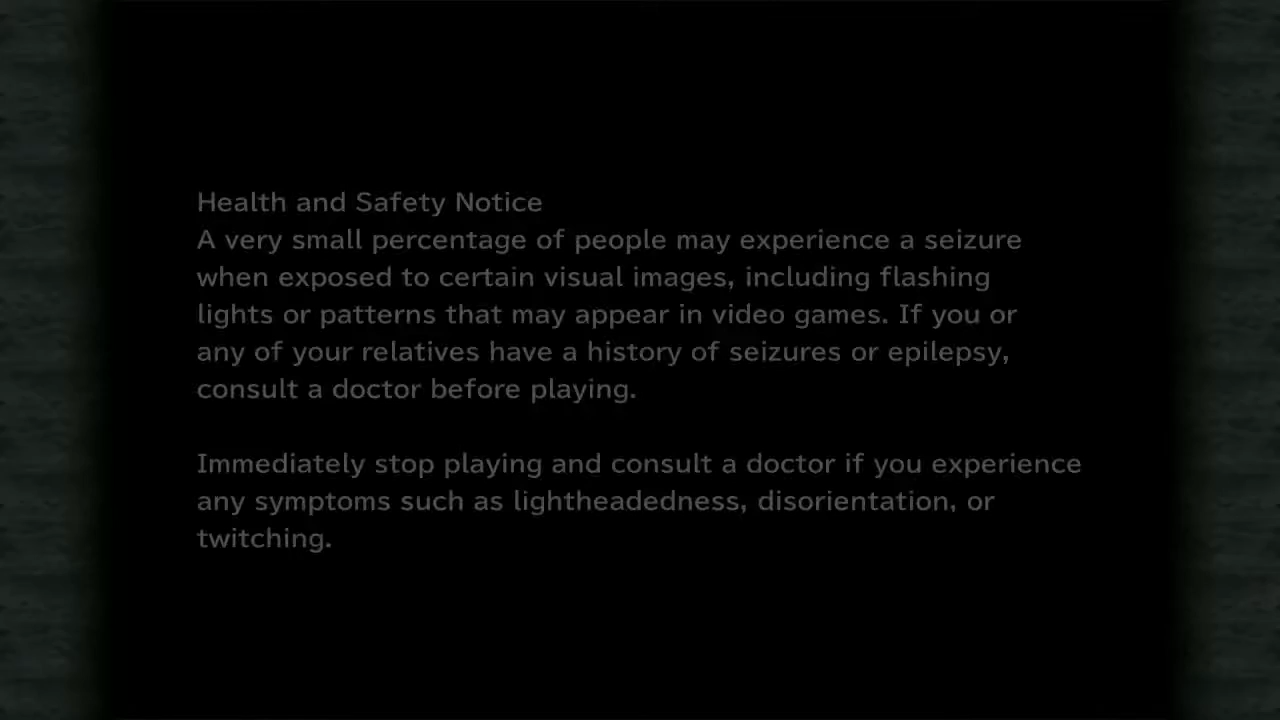 Health and Safety Notice
A very small percentage of people may experience a seizure
when exposed to certain visual images, including flashing
lights or patterns that may appear in video games. If you or
any of your relatives have a history of seizures or epilepsy,
consult a doctor before playing.
Immediately stop playing and consult a doctor if you experience
any symptoms such as lightheadedness, disorientation, or
twitching.